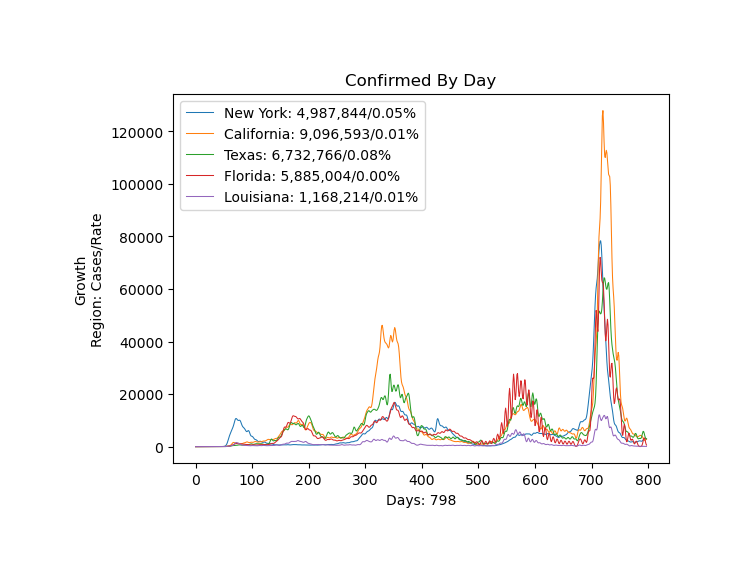 Confirmed By Day
New York: 4,987,844/0.05%
California: 9,096,593/0.01%
Texas: 6,732,766/0.08%
Florida: 5,885,004/0.00%
Louisiana: 1,168,214/0.01%
Growth
Region: Cases/Rate
120000
100000
80000
60000
40000
20000
0
0 100 200 300 400 500 600 700 800
Days: 798